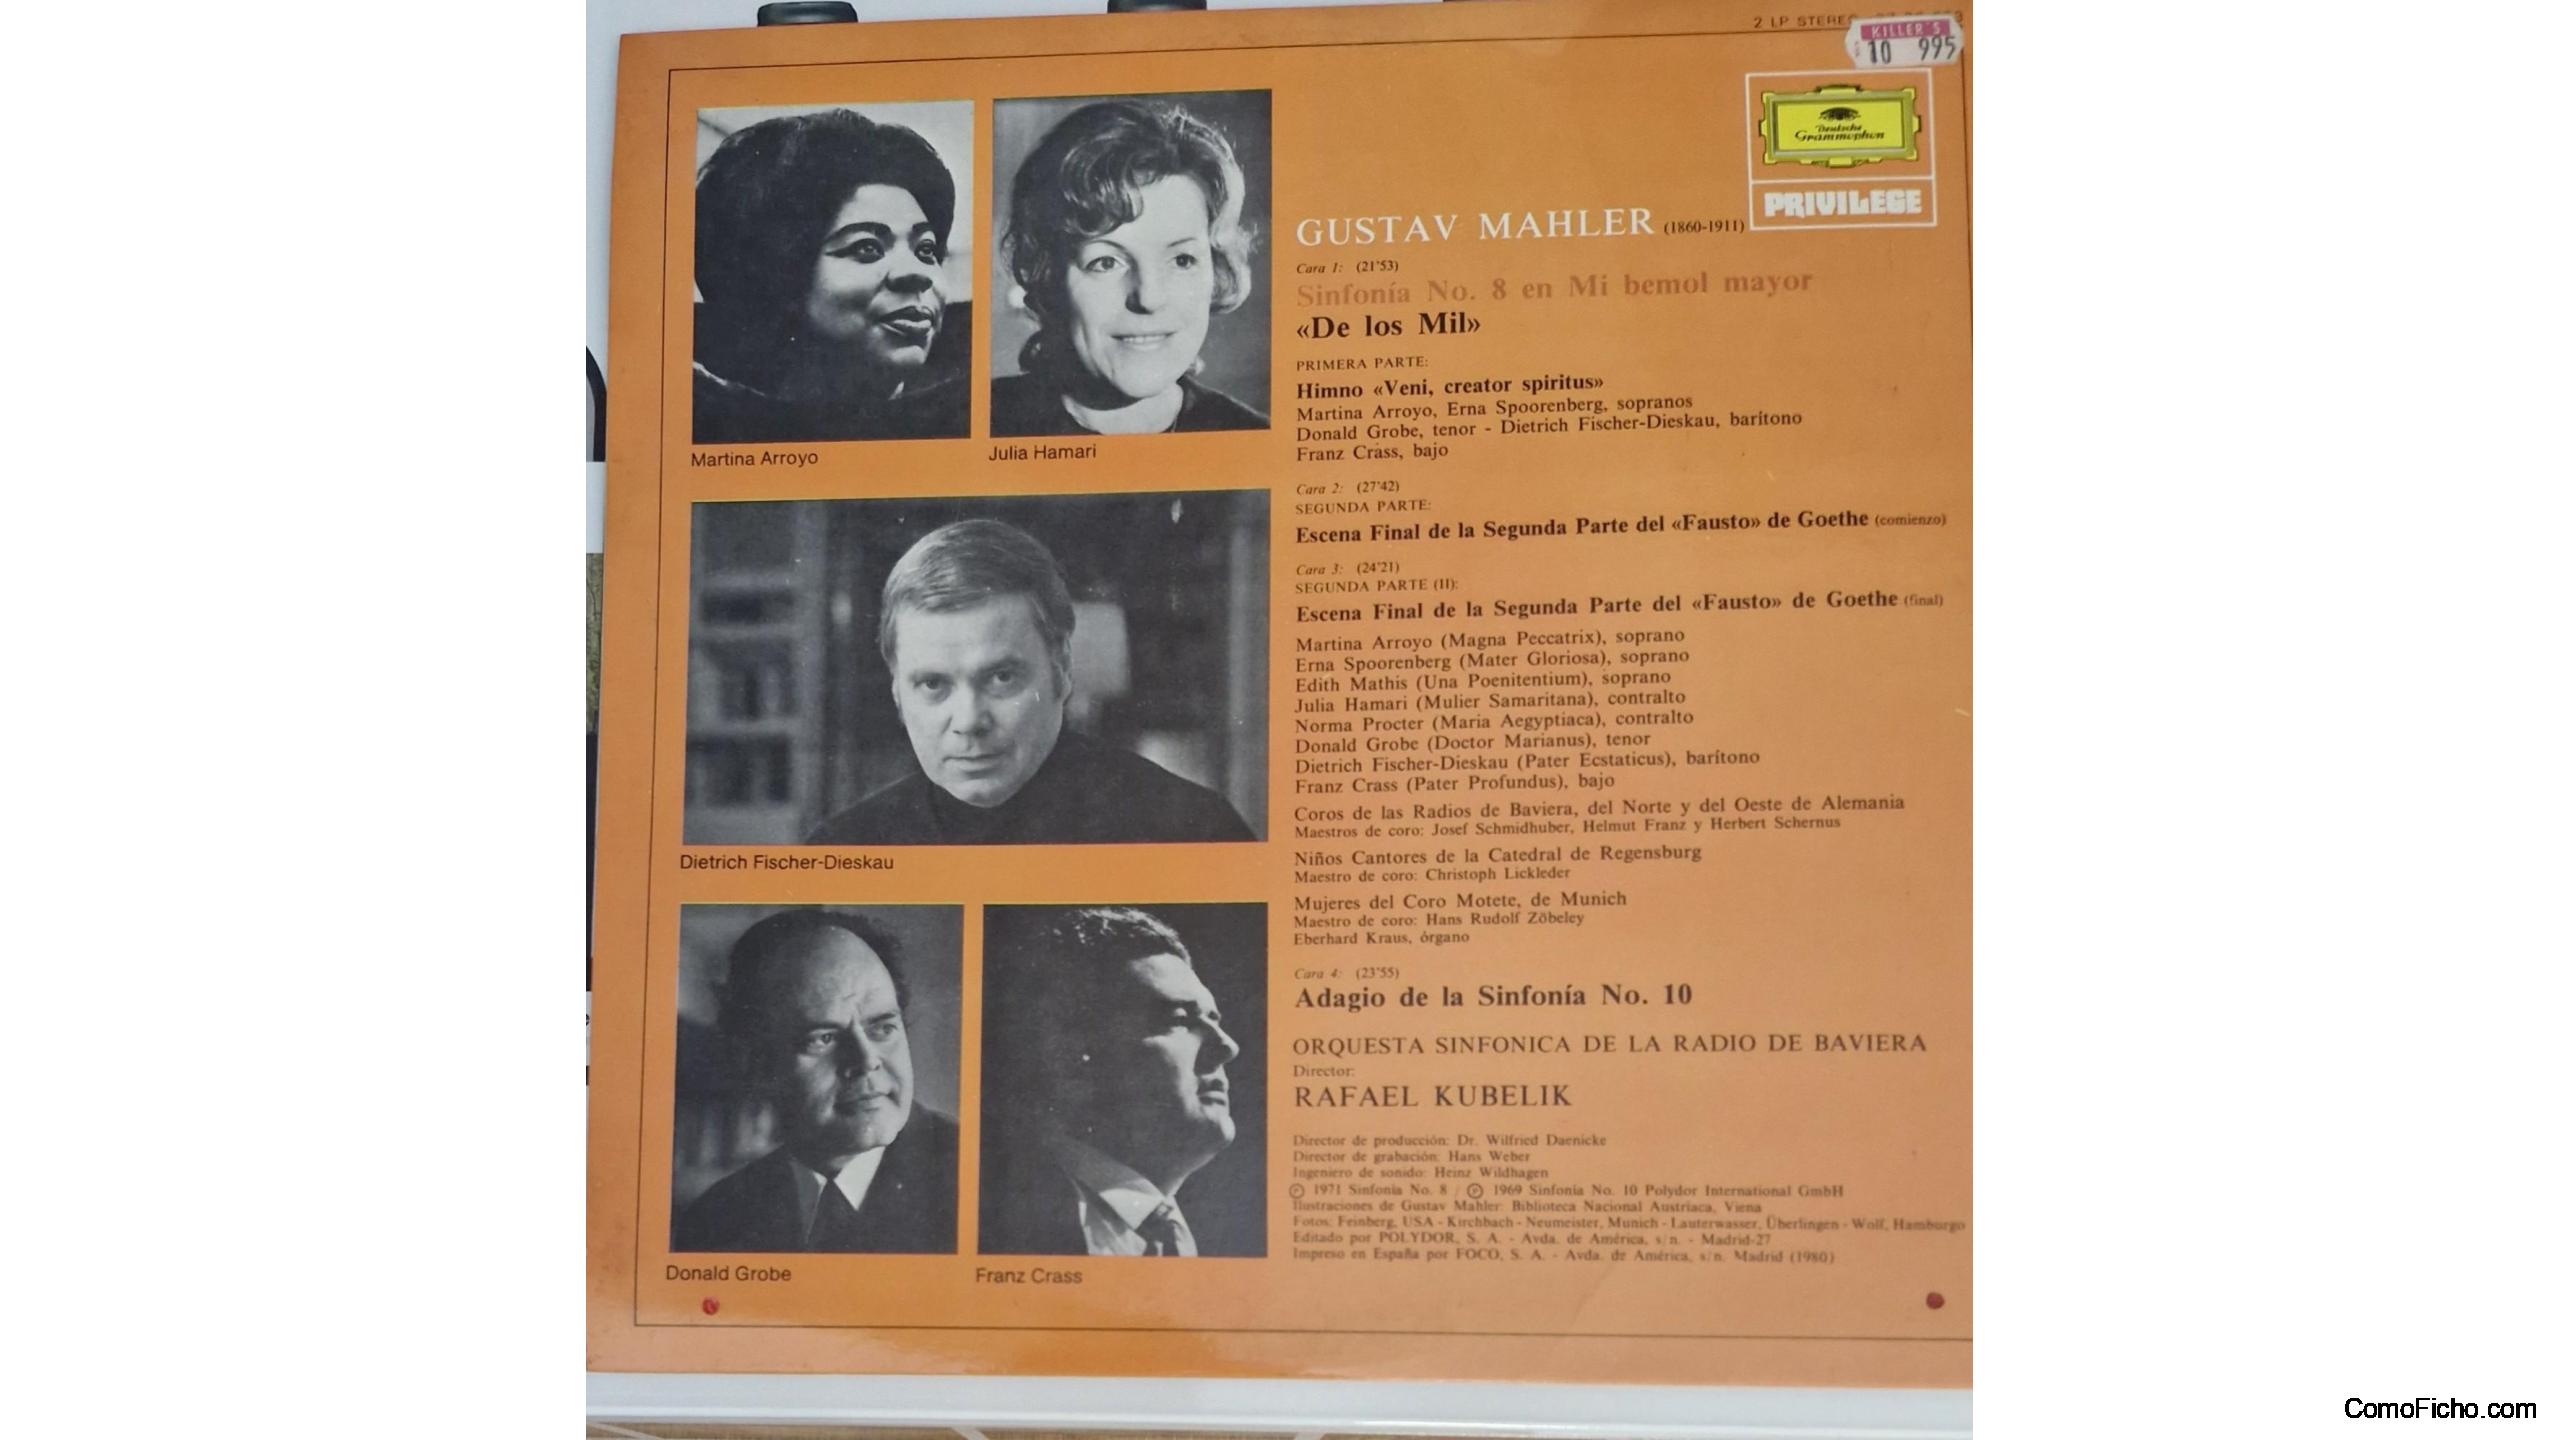 2 LP STEREO
KILLER'S
10 995
Deutsche
Grammophon
PRIVILEGE
Martina Arroyo
Julia Hamari
Dietrich Fischer-Dieskau
Donald Grobe
Franz Crass
GUSTAV MAHLER (1860-1911)
Cara 1: (21'53)
Sinfonía No. 8 en Mi bemol mayor
«De los Mil»
PRIMERA PARTE:
Himno «Veni, creator spiritus»
Martina Arroyo, Erna Spoorenberg, sopranos
Donald Grobe, tenor - Dietrich Fischer-Dieskau, barítono
Franz Crass, bajo
Cara 2: (27'42)
SEGUNDA PARTE:
Escena Final de la Segunda Parte del «Fausto» de Goethe (comienzo)
Cara 3: (24'21)
SEGUNDA PARTE (II):
Escena Final de la Segunda Parte del «Fausto» de Goethe (final)
Martina Arroyo (Magna Peccatrix), soprano
Erna Spoorenberg (Mater Gloriosa), soprano
Edith Mathis (Una Poenitentium), soprano
Julia Hamari (Mulier Samaritana), contralto
Norma Procter (Maria Aegyptiaca), contralto
Donald Grobe (Doctor Marianus), tenor
Dietrich Fischer-Dieskau (Pater Ecstaticus), barítono
Franz Crass (Pater Profundus), bajo
Coros de las Radios de Baviera, del Norte y del Oeste de Alemania
Maestros de coro: Josef Schmidhuber, Helmut Franz y Herbert Schernus
Niños Cantores de la Catedral de Regensburg
Maestro de coro: Christoph Lickleder
Mujeres del Coro Motete, de Munich
Maestro de coro: Hans Rudolf Zöbeley
Eberhard Kraus, órgano
Cara 4: (23'55)
Adagio de la Sinfonía No. 10
ORQUESTA SINFONICA DE LA RADIO DE BAVIERA
Director:
RAFAEL KUBELIK
Director de producción: Dr. Wilfried Daenicke
Director de grabación: Hans Weber
Ingeniero de sonido: Heinz Wildhagen
℗ 1971 Sinfonía No. 8 / ℗ 1969 Sinfonía No. 10 Polydor International GmbH
Ilustraciones de Gustav Mahler: Biblioteca Nacional Austriaca, Viena
Fotos: Feinberg, USA - Kirchbach - Neumeister, Munich - Lauterwasser, Überlingen - Wolf, Hamburgo
Editado por POLYDOR, S. A. - Avda. de América, s/n. - Madrid-27
Impreso en España por FOCO, S. A. - Avda. de América, s/n. Madrid (1980)
ComoFicho.com